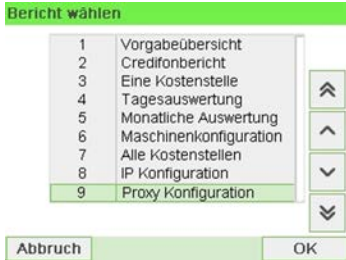 Bericht wählen
1 Vorgabeübersicht
2 Credifonbericht
3 Eine Kostenstelle
4 Tagesauswertung
5 Monatliche Auswertung
6 Maschinenkonfiguration
7 Alle Kostenstellen
8 IP Konfiguration
9 Proxy Konfiguration
Abbruch OK